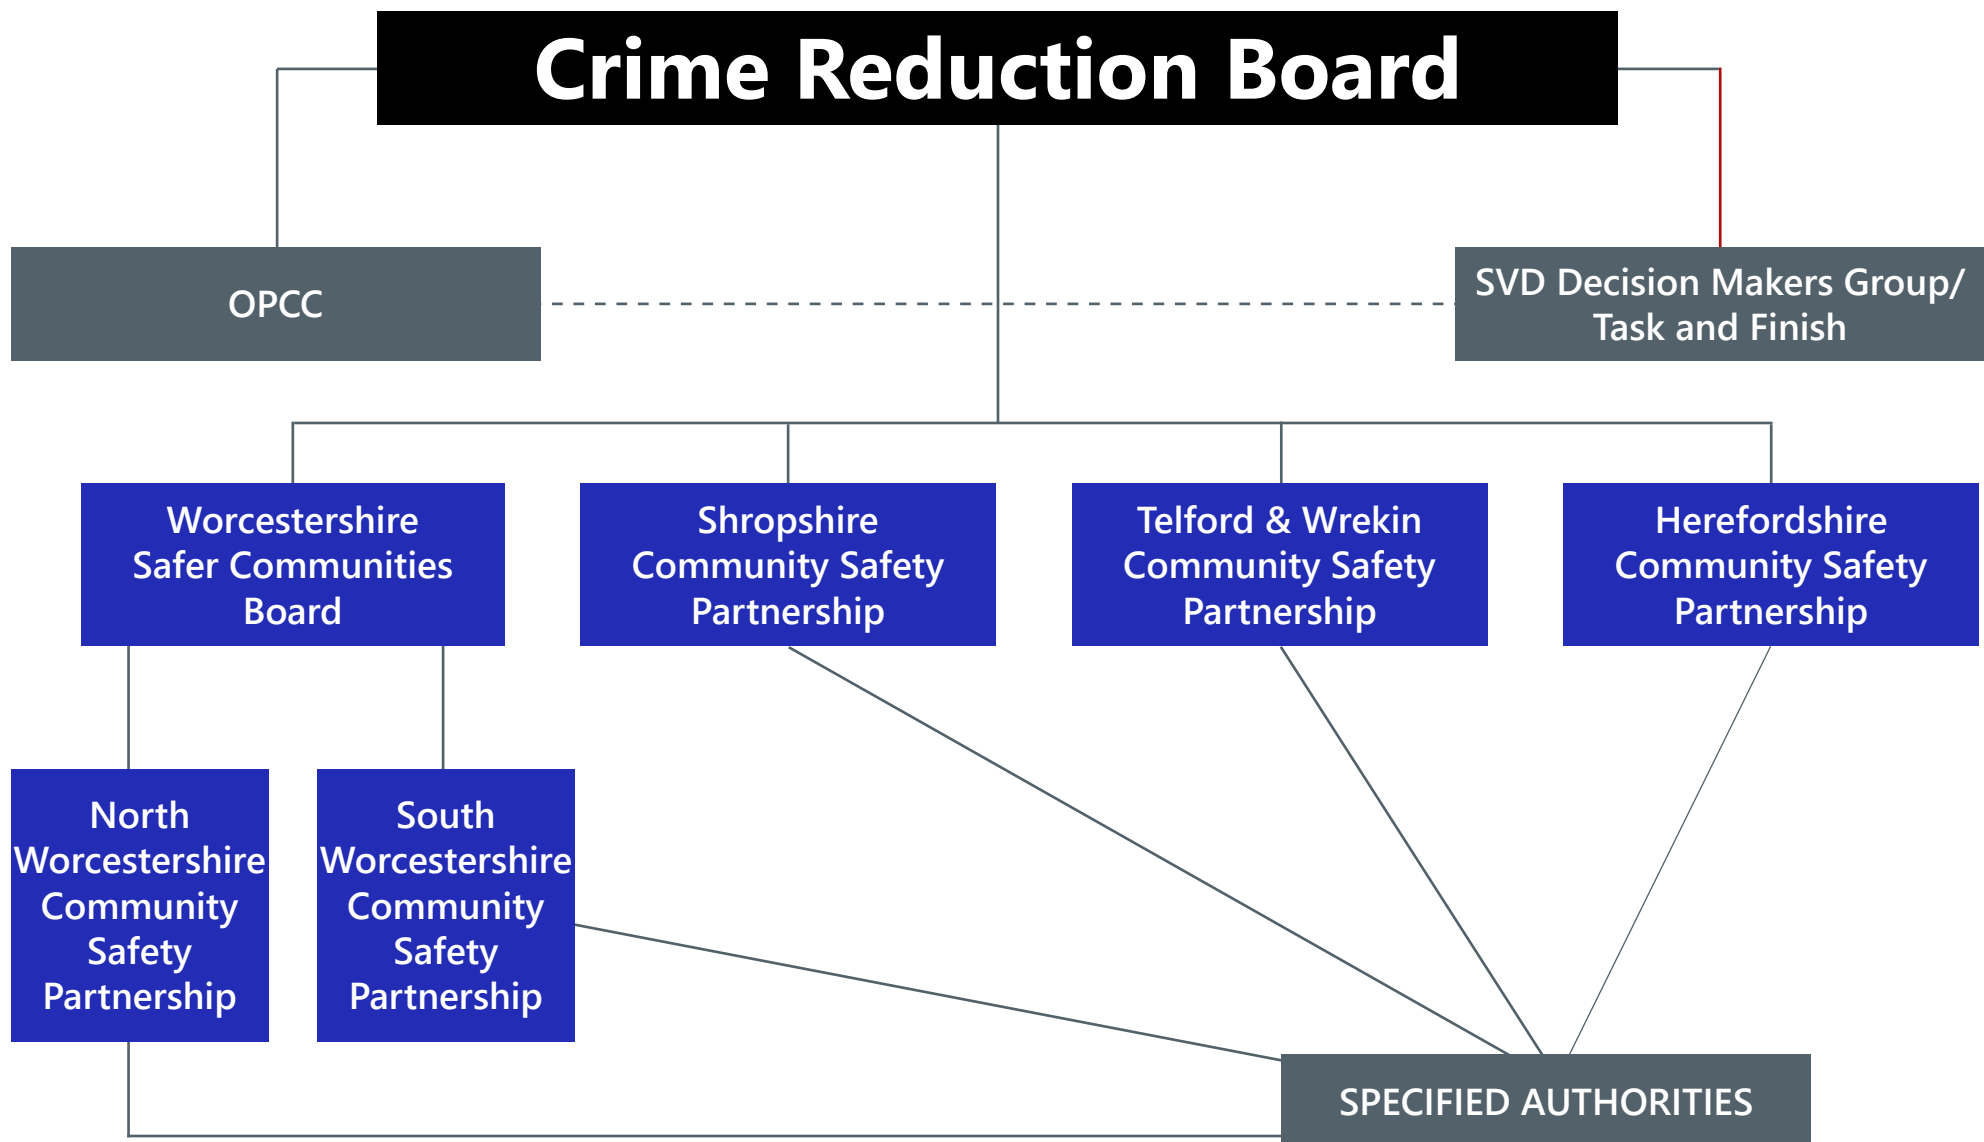 Crime Reduction Board
OPCC
SVD Decision Makers Group/
Task and Finish
Worcestershire
Safer Communities
Board
Shropshire
Community Safety
Partnership
Telford & Wrekin
Community Safety
Partnership
Herefordshire
Community Safety
Partnership
North
Worcestershire
Community
Safety
Partnership
South
Worcestershire
Community
Safety
Partnership
SPECIFIED AUTHORITIES